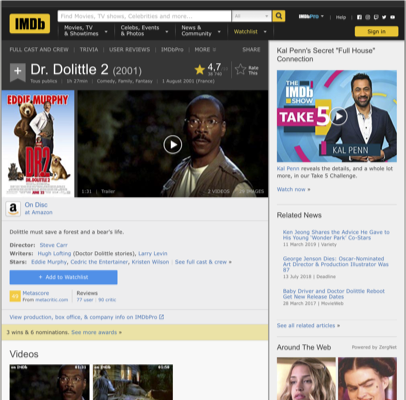 IMDb
Find Movies, TV shows, Celebrities and more...
All
IMDbPro
Help
Movies, TV & Showtimes
Celebs, Events & Photos
News & Community
Watchlist
Sign in
FULL CAST AND CREW | TRIVIA | USER REVIEWS | IMDbPro | MORE
SHARE
Dr. Dolittle 2 (2001)
4,7
Rate This
Tous publics | 1h 27min | Comedy, Family, Fantasy | 1 August 2001 (France)
EDDIE MURPHY
DR 2
1:31 | Trailer
2 VIDEOS
IMAGES
On Disc
at Amazon
Dolittle must save a forest and a bear's life.
Director: Steve Carr
Writers: Hugh Lofting (Doctor Dolittle stories), Larry Levin
Stars: Eddie Murphy, Cedric the Entertainer, Kristen Wilson | See full cast & crew »
+ Add to Watchlist
Metascore
From metacritic.com
Reviews
77 user | 90 critic
View production, box office, & company info on IMDbPro
3 wins & 6 nominations. See more awards »
Videos
Kal Penn's Secret "Full House" Connection
THE IMDb SHOW
TAKE 5
KAL PENN
Kal Penn reveals the details, and a whole lot more, in our Take 5 Challenge.
Watch now »
Related News
Ken Jeong Shares the Advice He Gave to His Young 'Wonder Park' Co-Stars
11 March 2019 | Variety
George Jenson Dies: Oscar-Nominated Art Director & Production Illustrator Was 87
13 July 2018 | Deadline
Baby Driver and Doctor Dolittle Reboot Get New Release Dates
28 March 2017 | MovieWeb
See all related articles »
Around The Web
Powered by ZergNet